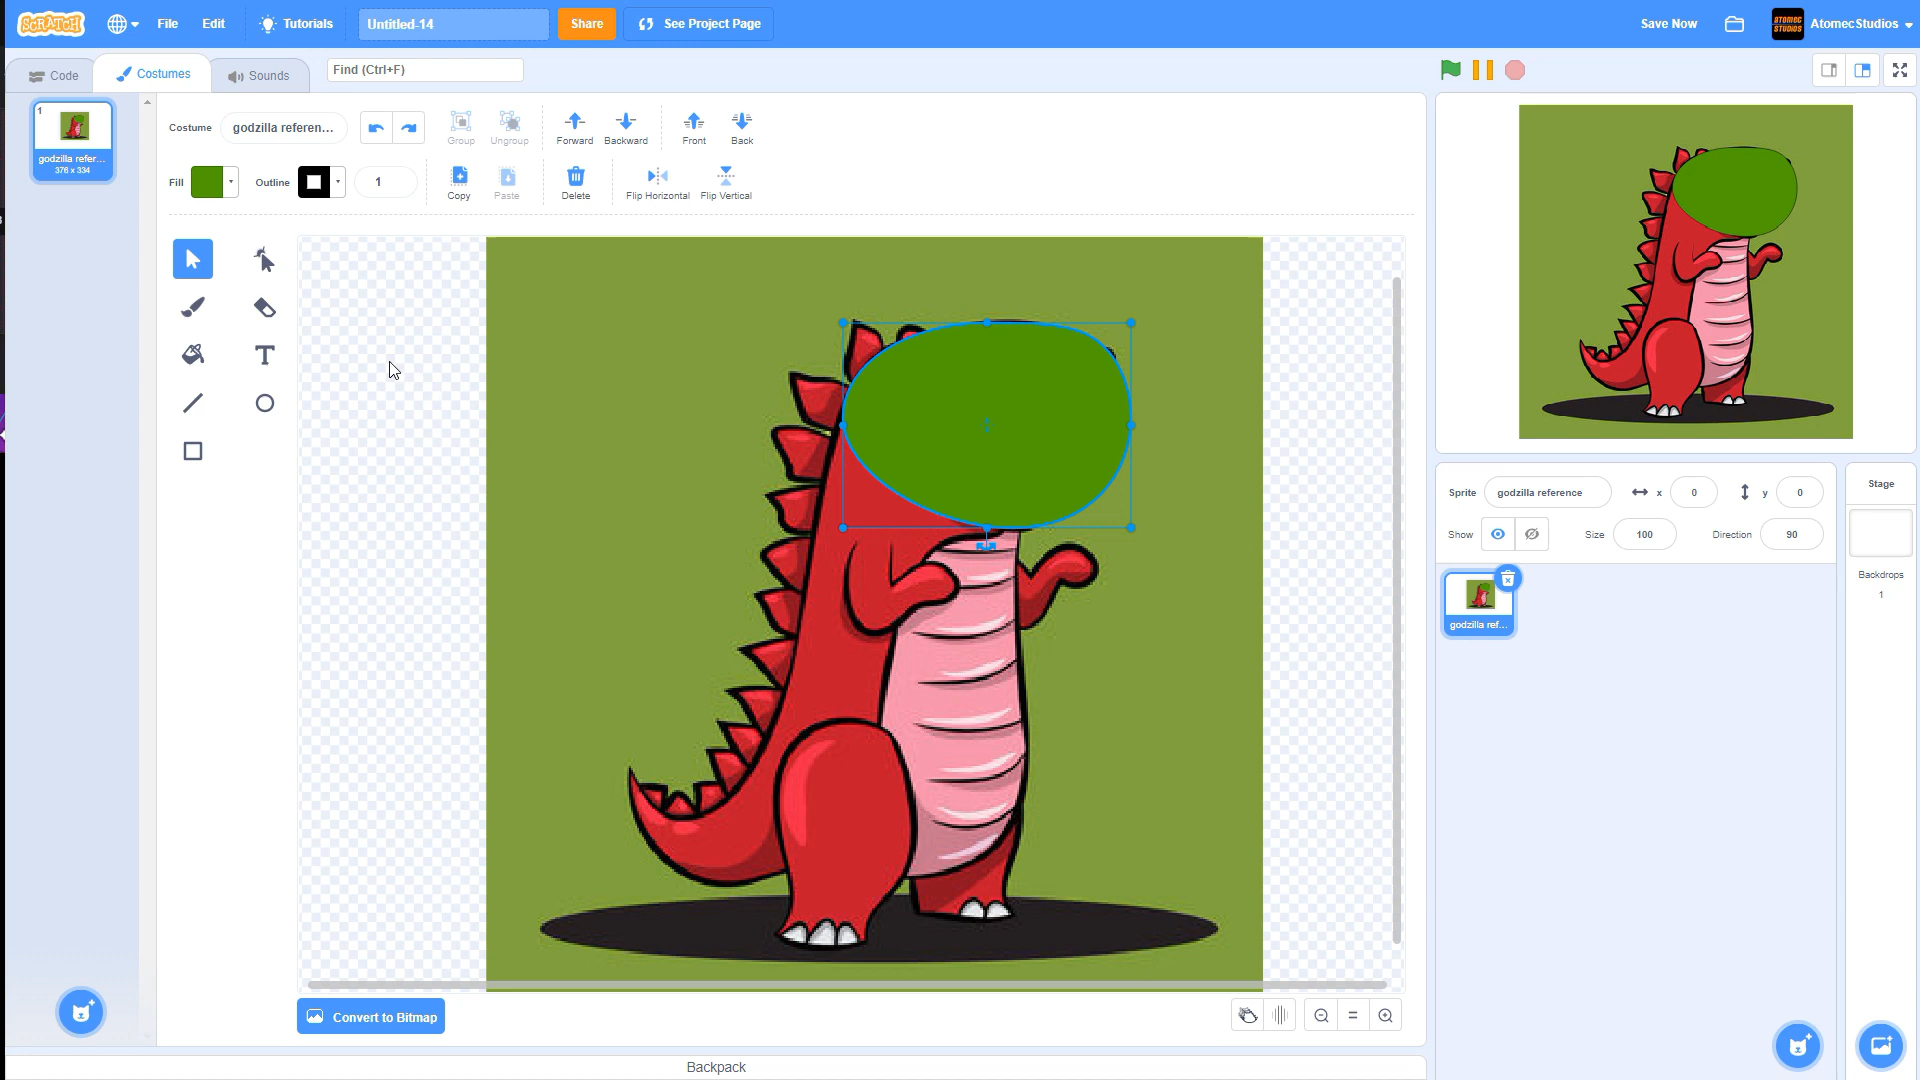 SCRATCH
File
Edit
Tutorials
Untitled-14
Share
See Project Page
Save Now
ATOMEC STUDIOS
AtomecStudios
Code
Costumes
Sounds
Find (Ctrl+F)
1
godzilla refer...
376 x 334
Costume
godzilla referen...
Group
Ungroup
Forward
Backward
Front
Back
Fill
Outline
1
Copy
Paste
Delete
Flip Horizontal
Flip Vertical
T
Convert to Bitmap
Backpack
Sprite
godzilla reference
x
0
y
0
Show
Size
100
Direction
90
godzilla ref...
Stage
Backdrops
1